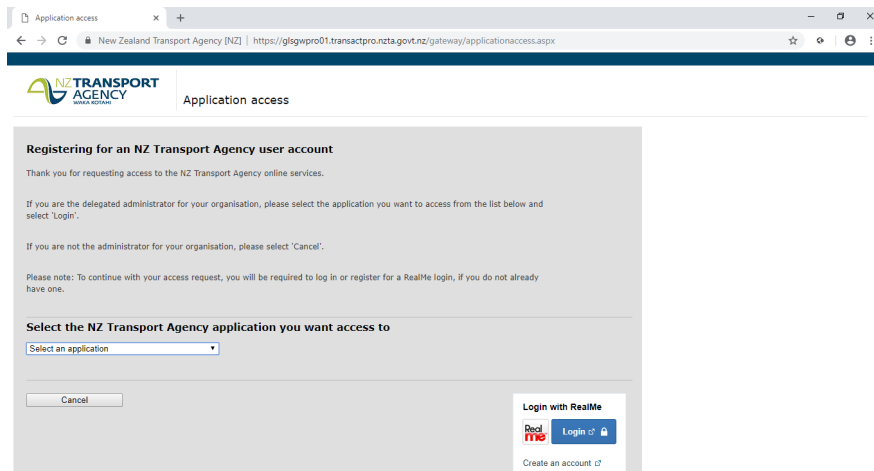 Application access
New Zealand Transport Agency [NZ] | https://glsgwpro01.transactpro.nzta.govt.nz/gateway/applicationaccess.aspx
NZ TRANSPORT
AGENCY
WAKA KOTAHI
Application access
Registering for an NZ Transport Agency user account
Thank you for requesting access to the NZ Transport Agency online services.
If you are the delegated administrator for your organisation, please select the application you want to access from the list below and
select 'Login'.
If you are not the administrator for your organisation, please select 'Cancel'.
Please note: To continue with your access request, you will be required to log in or register for a RealMe login, if you do not already
have one.
Select the NZ Transport Agency application you want access to
Select an application
Cancel
Login with RealMe
Real
me
Login
Create an account